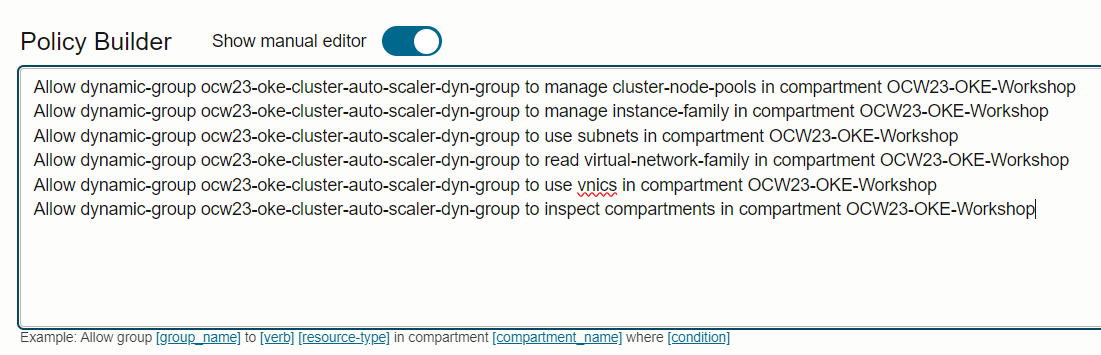 Policy Builder Show manual editor
Allow dynamic-group ocw23-oke-cluster-auto-scaler-dyn-group to manage cluster-node-pools in compartment OCW23-OKE-Workshop
Allow dynamic-group ocw23-oke-cluster-auto-scaler-dyn-group to manage instance-family in compartment OCW23-OKE-Workshop
Allow dynamic-group ocw23-oke-cluster-auto-scaler-dyn-group to use subnets in compartment OCW23-OKE-Workshop
Allow dynamic-group ocw23-oke-cluster-auto-scaler-dyn-group to read virtual-network-family in compartment OCW23-OKE-Workshop
Allow dynamic-group ocw23-oke-cluster-auto-scaler-dyn-group to use vnics in compartment OCW23-OKE-Workshop
Allow dynamic-group ocw23-oke-cluster-auto-scaler-dyn-group to inspect compartments in compartment OCW23-OKE-Workshop
Example: Allow group [group_name] to [verb] [resource-type] in compartment [compartment_name] where [condition]